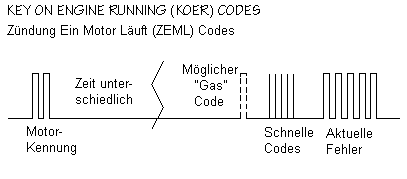 KEY ON ENGINE RUNNING (KOER) CODES
Zündung Ein Motor Läuft (ZEML) Codes
Zeit unter-
schiedlich
Möglicher
"Gas"
Code
Motor-
Kennung
Schnelle
Codes
Aktuelle
Fehler